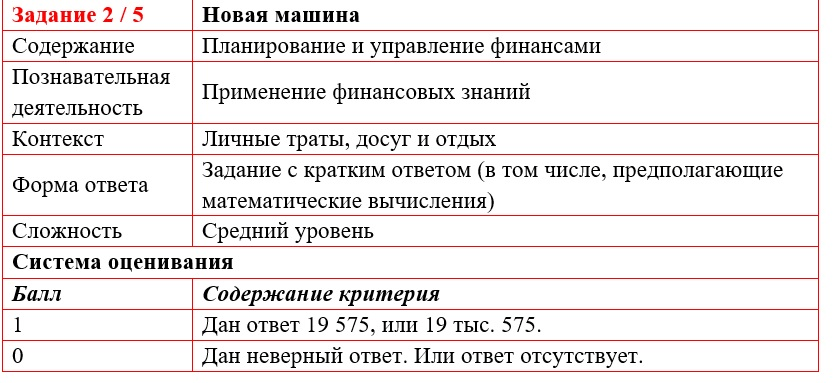 Задание 2 / 5 Новая машина
Содержание Планирование и управление финансами
Познавательная
деятельность Применение финансовых знаний
Контекст Личные траты, досуг и отдых
Форма ответа Задание с кратким ответом (в том числе, предполагающие
математические вычисления)
Сложность Средний уровень
Система оценивания
Балл Содержание критерия
1 Дан ответ 19 575, или 19 тыс. 575.
0 Дан неверный ответ. Или ответ отсутствует.